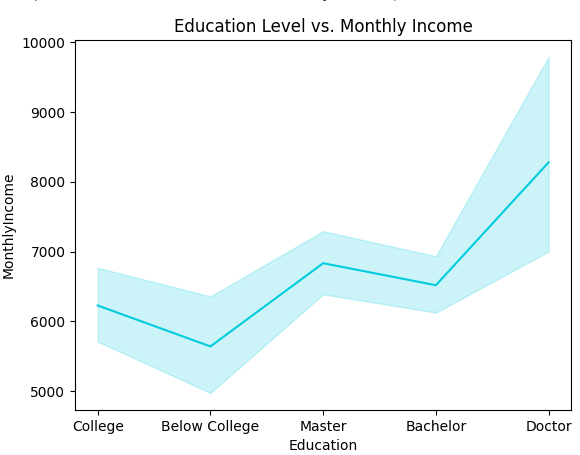 Education Level vs. Monthly Income
10000
9000
8000
7000
6000
5000
MonthlyIncome
College Below College Master Bachelor Doctor
Education